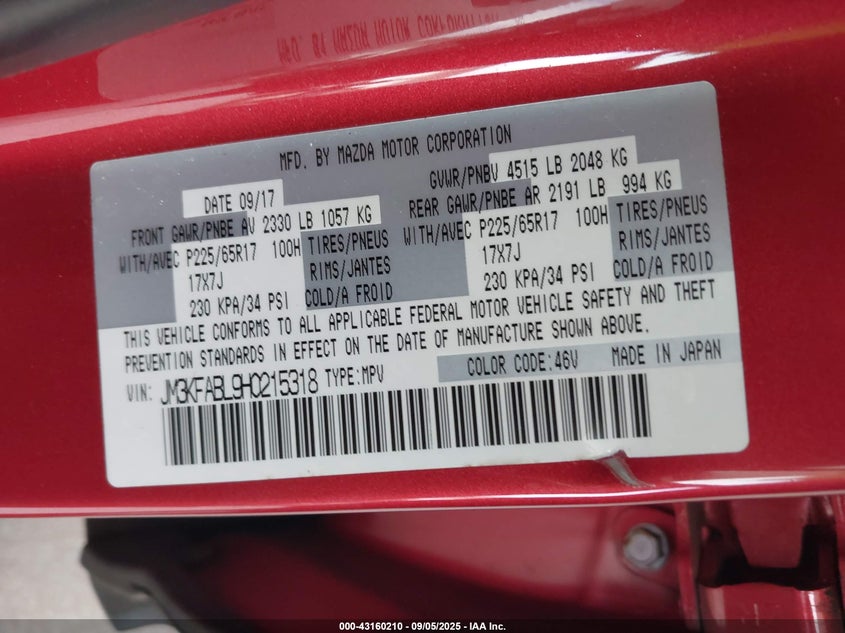 MFD. BY MAZDA MOTOR CORPORATION
DATE 09/17
GVWR/PNBV 4515 LB 2048 KG
FRONT GAWR/PNBE AV 2330 LB 1057 KG
REAR GAWR/PNBE AR 2191 LB 994 KG
WITH/AVEC P225/65R17 100H TIRES/PNEUS
17X7J RIMS/JANTES
230 KPA/34 PSI COLD/A FROID
WITH/AVEC P225/65R17 100H TIRES/PNEUS
17X7J RIMS/JANTES
230 KPA/34 PSI COLD/A FROID
THIS VEHICLE CONFORMS TO ALL APPLICABLE FEDERAL MOTOR VEHICLE SAFETY AND THEFT
PREVENTION STANDARDS IN EFFECT ON THE DATE OF MANUFACTURE SHOWN ABOVE.
COLOR CODE:46V MADE IN JAPAN
VIN: JM3KFABL9H0215318 TYPE:MPV
000-43160210 - 09/05/2025 - IAA Inc.